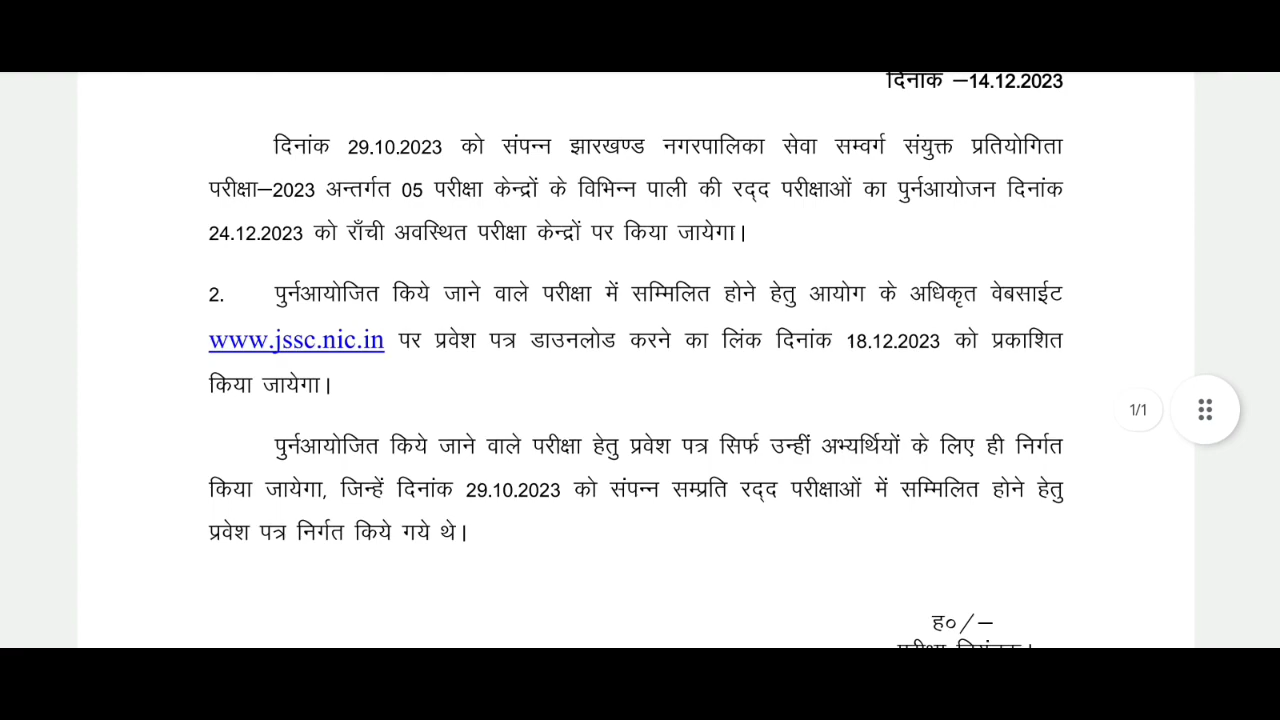 दिनांक –14.12.2023
दिनांक 29.10.2023 को संपन्न झारखण्ड नगरपालिका सेवा सम्वर्ग संयुक्त प्रतियोगिता
परीक्षा–2023 अन्तर्गत 05 परीक्षा केन्द्रों के विभिन्न पाली की रद्द परीक्षाओं का पुर्नआयोजन दिनांक
24.12.2023 को राँची अवस्थित परीक्षा केन्द्रों पर किया जायेगा।
2. पुर्नआयोजित किये जाने वाले परीक्षा में सम्मिलित होने हेतु आयोग के अधिकृत वेबसाईट
www.jssc.nic.in पर प्रवेश पत्र डाउनलोड करने का लिंक दिनांक 18.12.2023 को प्रकाशित
किया जायेगा।
1/1
पुर्नआयोजित किये जाने वाले परीक्षा हेतु प्रवेश पत्र सिर्फ उन्हीं अभ्यर्थियों के लिए ही निर्गत
किया जायेगा, जिन्हें दिनांक 29.10.2023 को संपन्न सम्प्रति रद्द परीक्षाओं में सम्मिलित होने हेतु
प्रवेश पत्र निर्गत किये गये थे।
ह०/–
परीक्षा नियंत्रक।